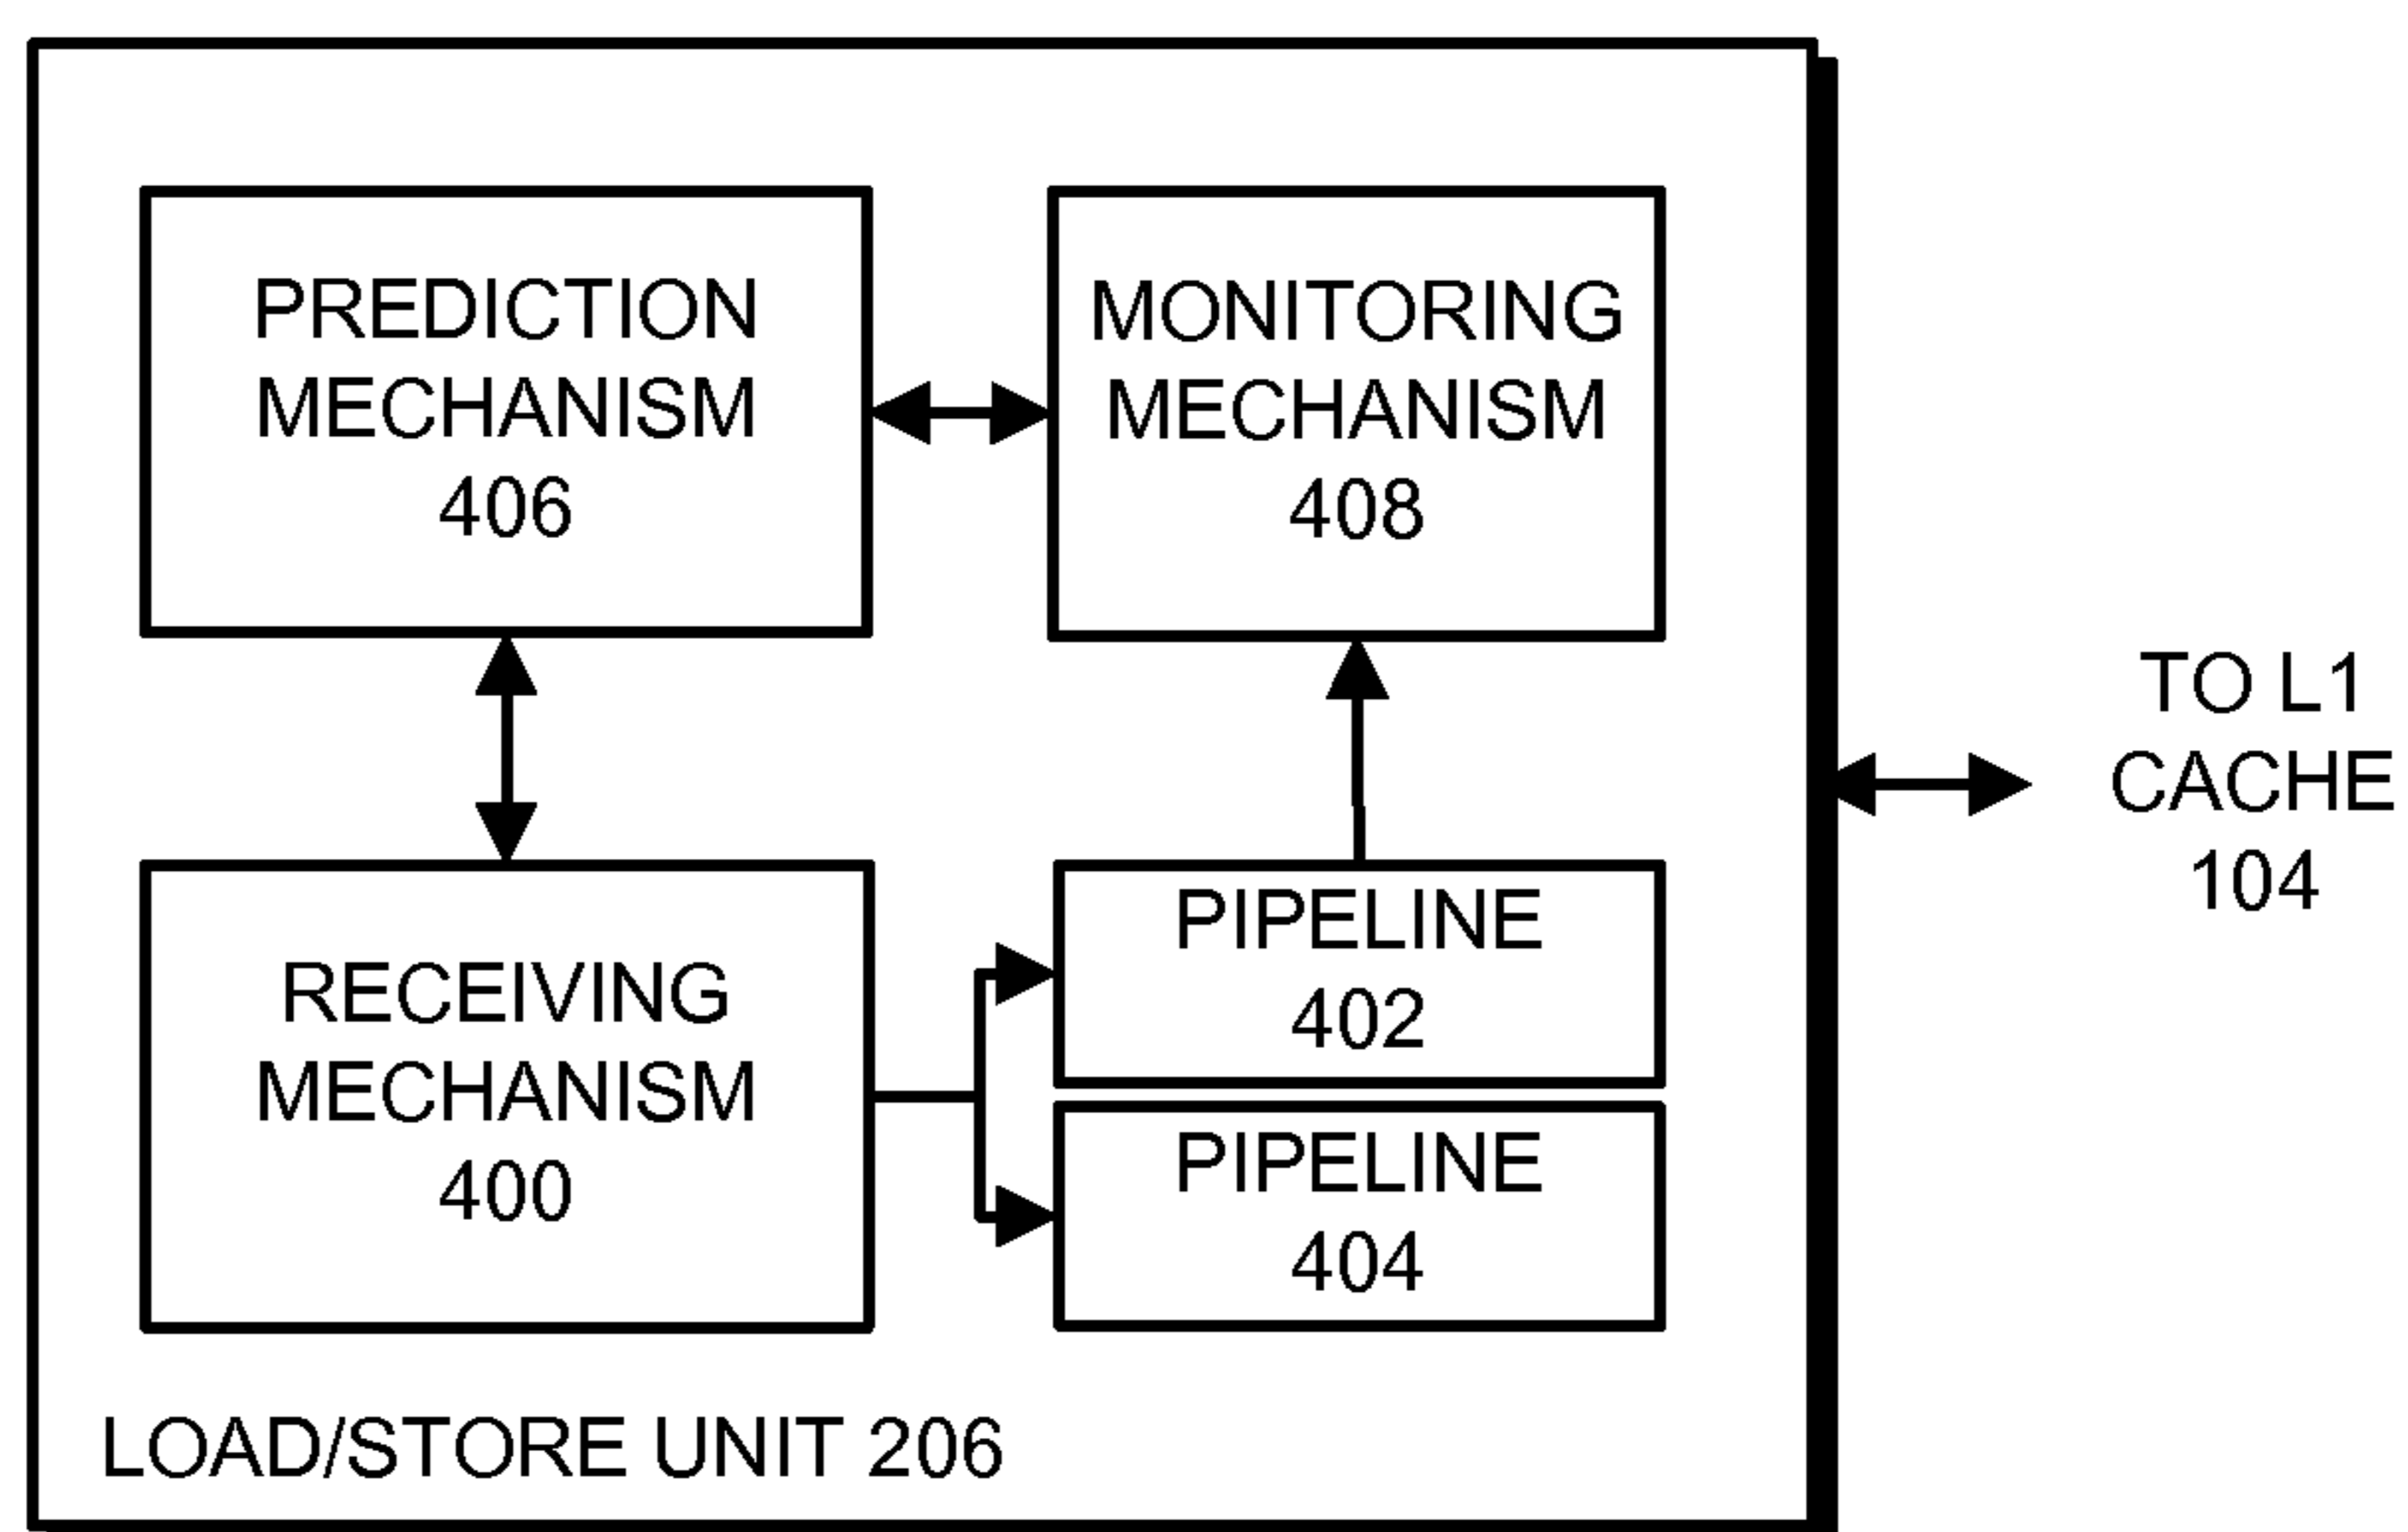 PREDICTION
MECHANISM
406
MONITORING
MECHANISM
408
RECEIVING
MECHANISM
400
PIPELINE
402
PIPELINE
404
LOAD/STORE UNIT 206
TO L1
CACHE
104